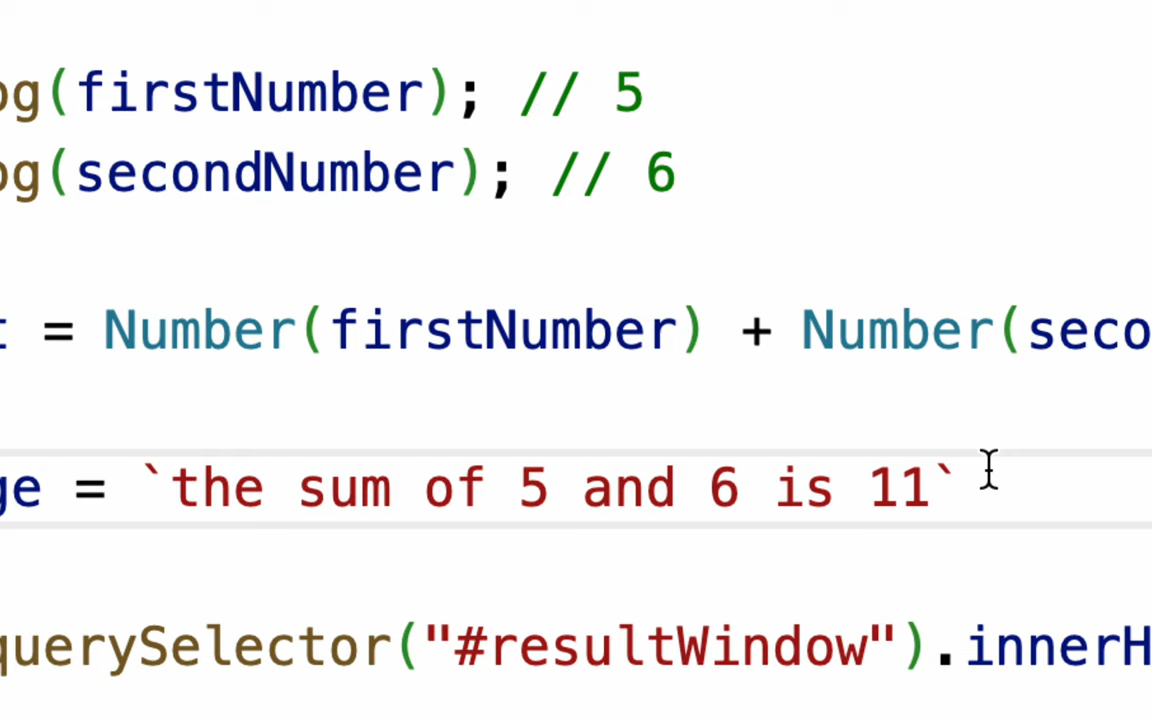 og(firstNumber); // 5
og(secondNumber); // 6
t = Number(firstNumber) + Number(seco
ge = `the sum of 5 and 6 is 11`
querySelector("#resultWindow").innerH